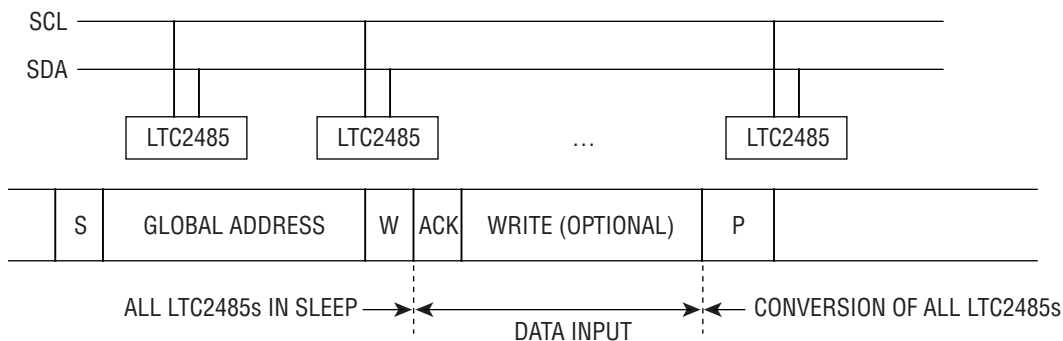 SCL
SDA
LTC2485 LTC2485 ... LTC2485
S GLOBAL ADDRESS W ACK WRITE (OPTIONAL) P
ALL LTC2485s IN SLEEP DATA INPUT CONVERSION OF ALL LTC2485s